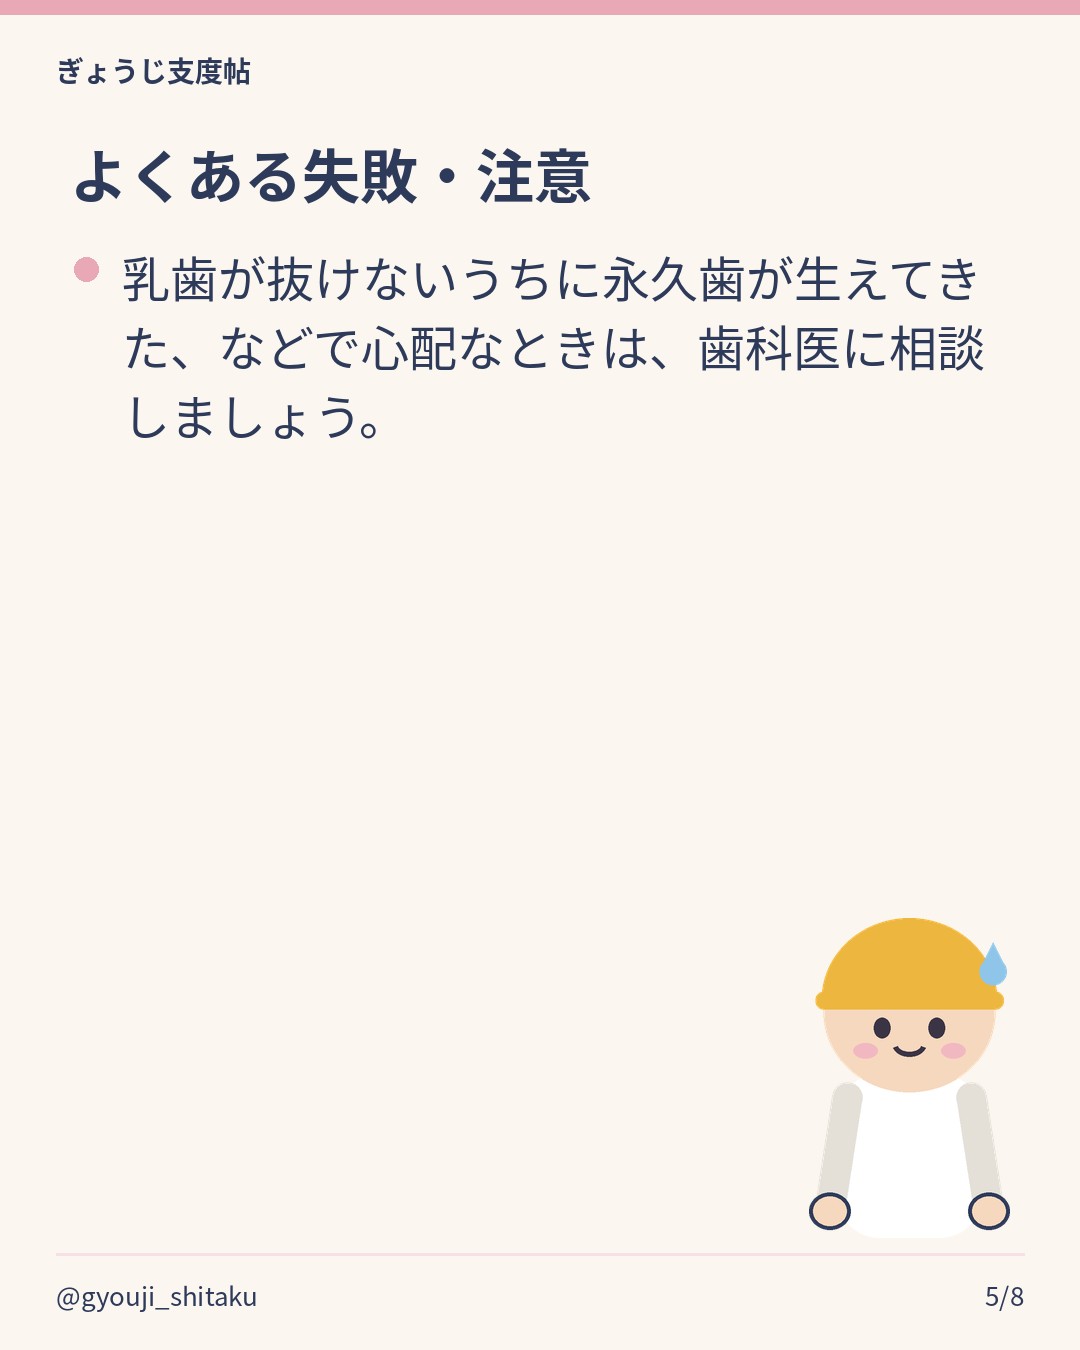 ぎょうじ支度帖
よくある失敗・注意
乳歯が抜けないうちに永久歯が生えてき
た、などで心配なときは、歯科医に相談
しましょう。
@gyouji_shitaku
5/8